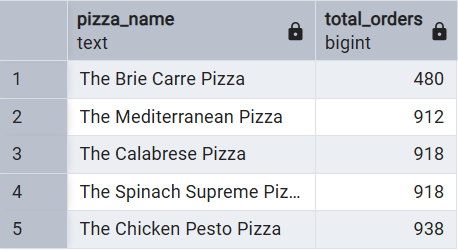 pizza_name total_orders
text bigint
1 The Brie Carre Pizza 480
2 The Mediterranean Pizza 912
3 The Calabrese Pizza 918
4 The Spinach Supreme Piz... 918
5 The Chicken Pesto Pizza 938